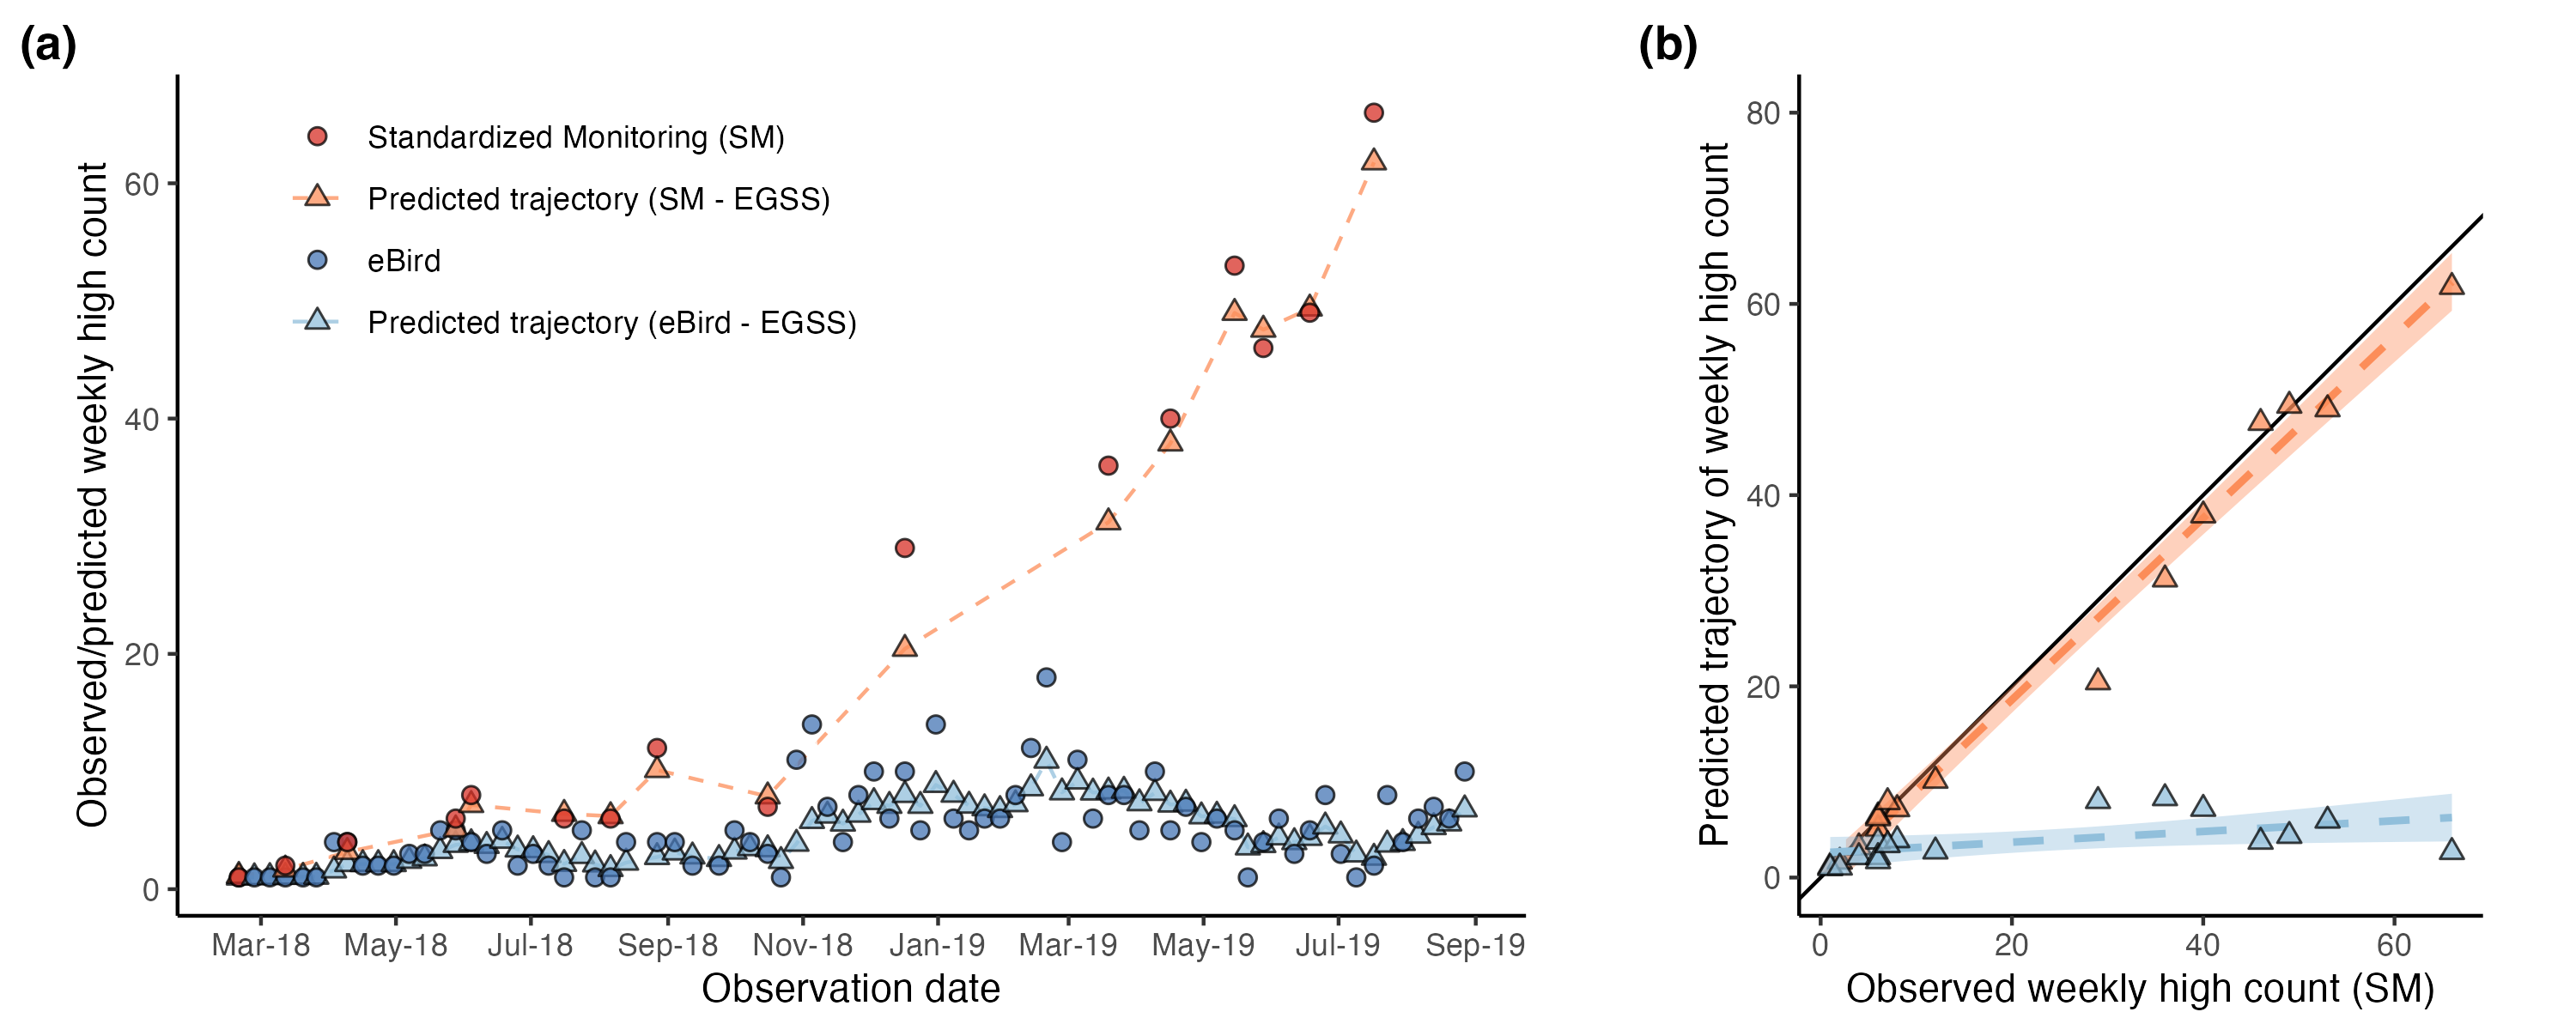 (a)
Observed/predicted weekly high count
60
40
20
0
Standardized Monitoring (SM)
Predicted trajectory (SM - EGSS)
eBird
Predicted trajectory (eBird - EGSS)
Mar-18 May-18 Jul-18 Sep-18 Nov-18 Jan-19 Mar-19 May-19 Jul-19 Sep-19
Observation date
(b)
Predicted trajectory of weekly high count
80
60
40
20
0
0 20 40 60
Observed weekly high count (SM)